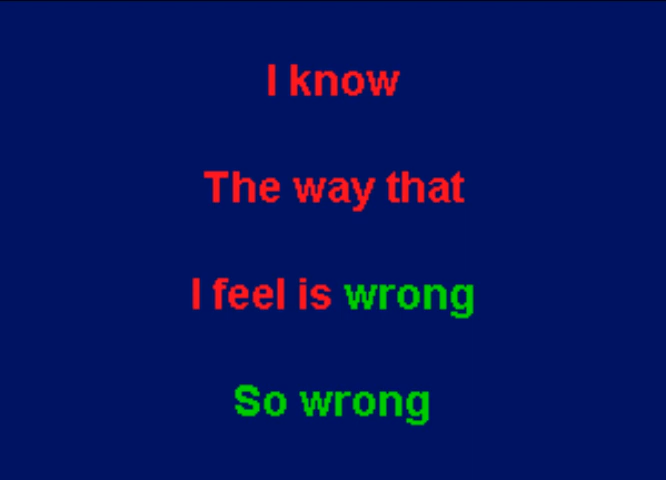 I know
The way that
I feel is wrong
So wrong